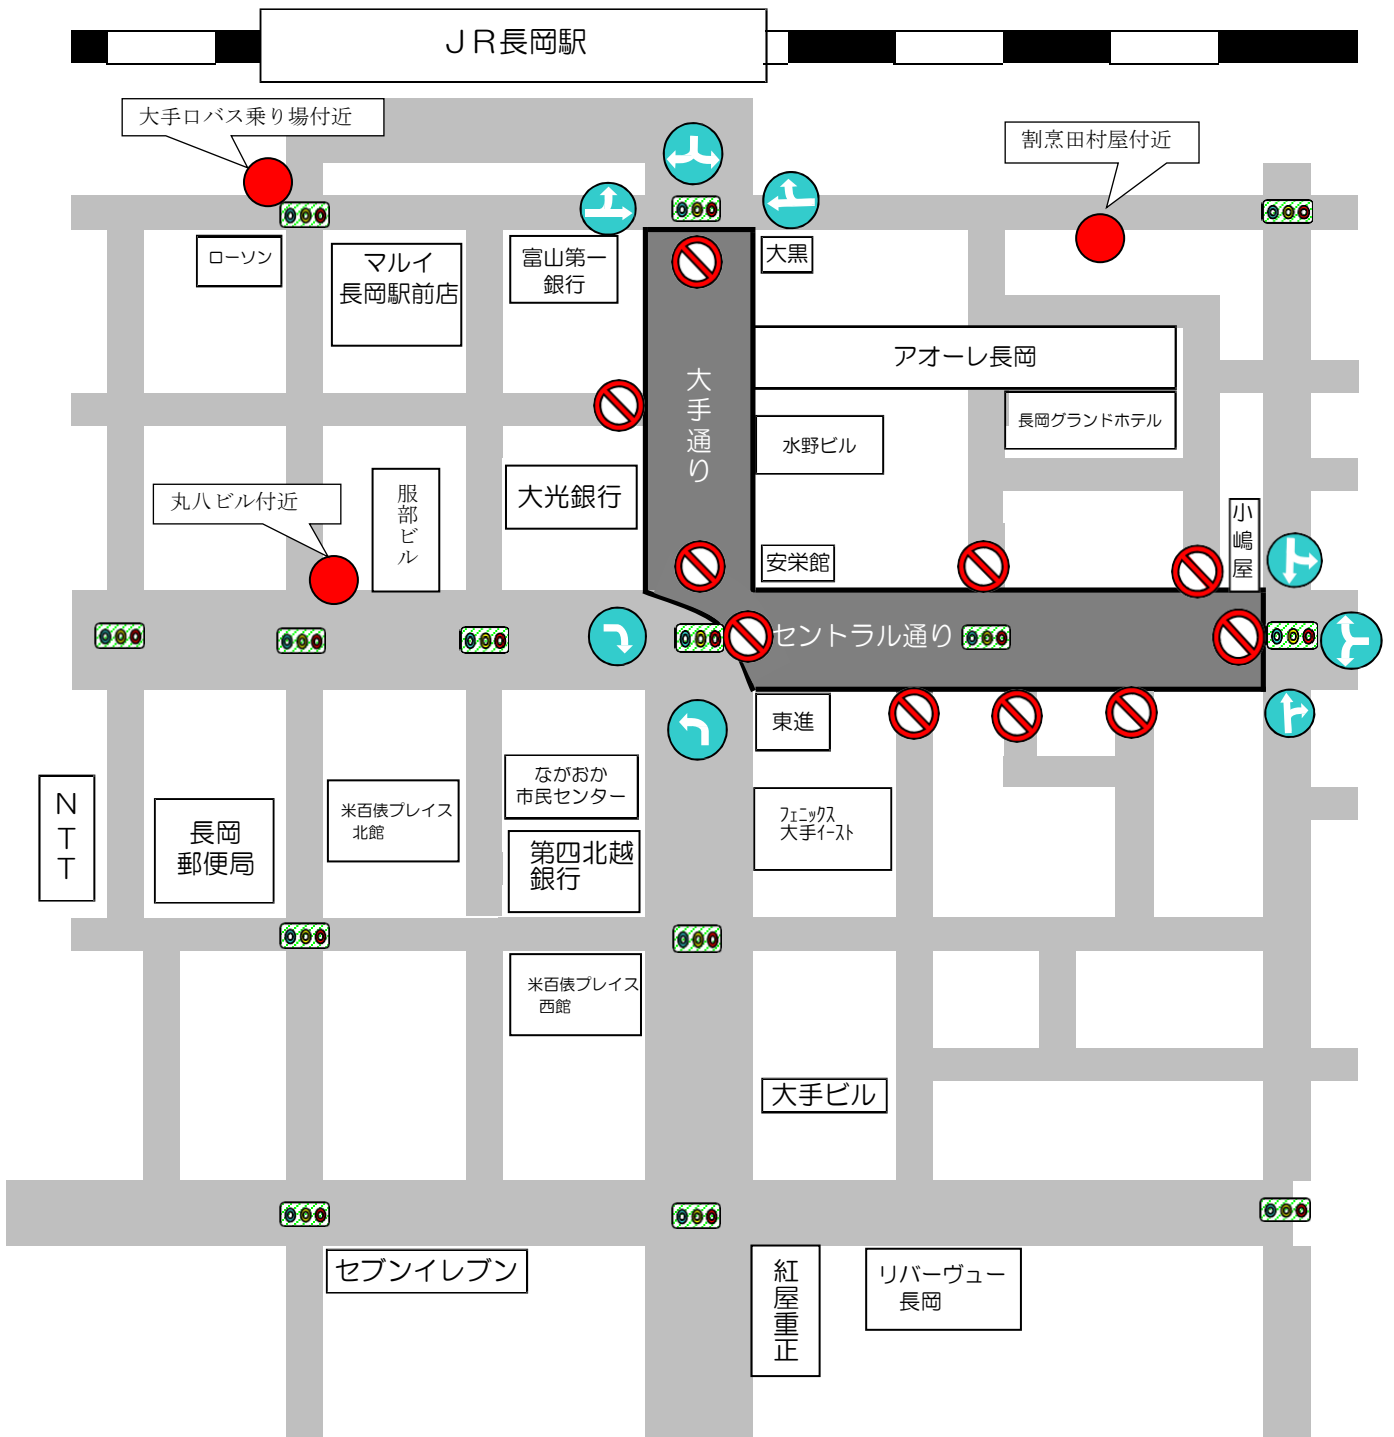 ＪＲ長岡駅
大手口バス乗り場付近
割烹田村屋付近
ローソン
マルイ
長岡駅前店
富山第一
銀行
大黒
アオーレ長岡
大手通り
長岡グランドホテル
水野ビル
服部ビル
大光銀行
丸八ビル付近
小嶋屋
安栄館
セントラル通り
東進
ながおか
市民センター
ＮＴＴ
長岡
郵便局
米百俵プレイス
北館
フェニックス
大手イースト
第四北越
銀行
米百俵プレイス
西館
大手ビル
セブンイレブン
紅屋重正
リバーヴュー
長岡